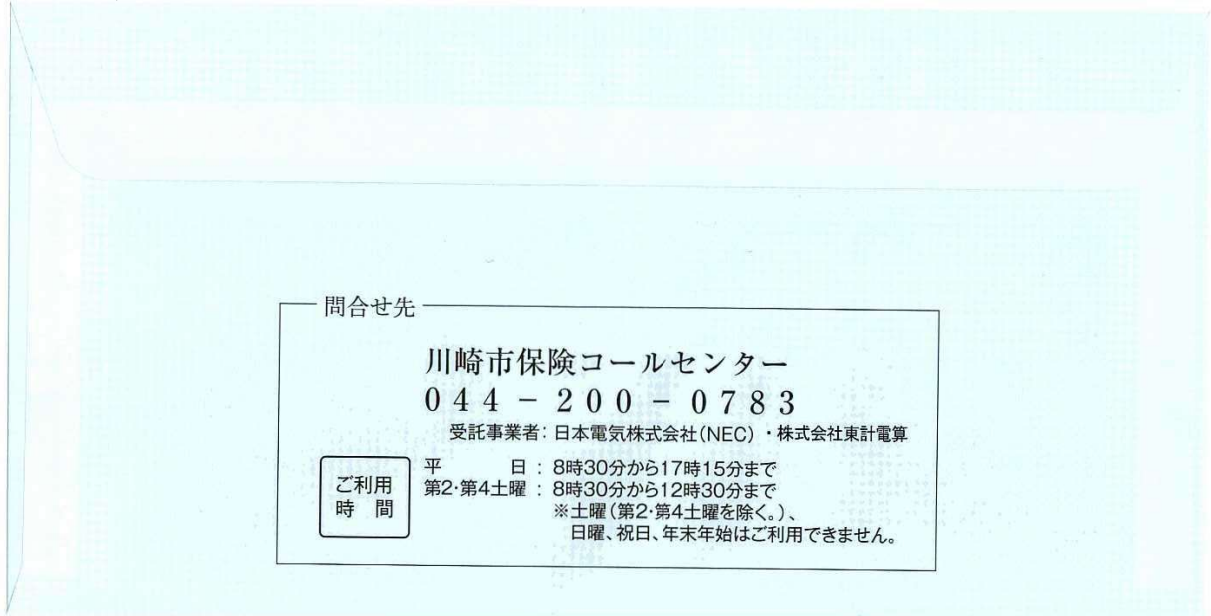 問合せ先
川崎市保険コールセンター
044-200-0783
受託事業者：日本電気株式会社(NEC)・株式会社東計電算
ご利用
時 間
平　　　日：8時30分から17時15分まで
第2・第4土曜：8時30分から12時30分まで
※土曜(第2・第4土曜を除く。)、
日曜、祝日、年末年始はご利用できません。